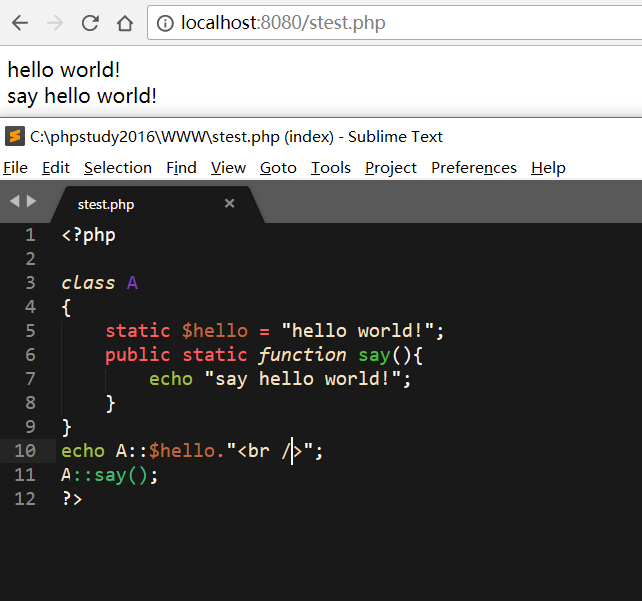 localhost:8080/stest.php
hello world!
say hello world!
C:\phpstudy2016\WWW\stest.php (index) - Sublime Text
File Edit Selection Find View Goto Tools Project Preferences Help
stest.php
1 <?php
2
3 class A
4 {
5     static $hello = "hello world!";
6     public static function say(){
7         echo "say hello world!";
8     }
9 }
10 echo A::$hello."<br />";
11 A::say();
12 ?>